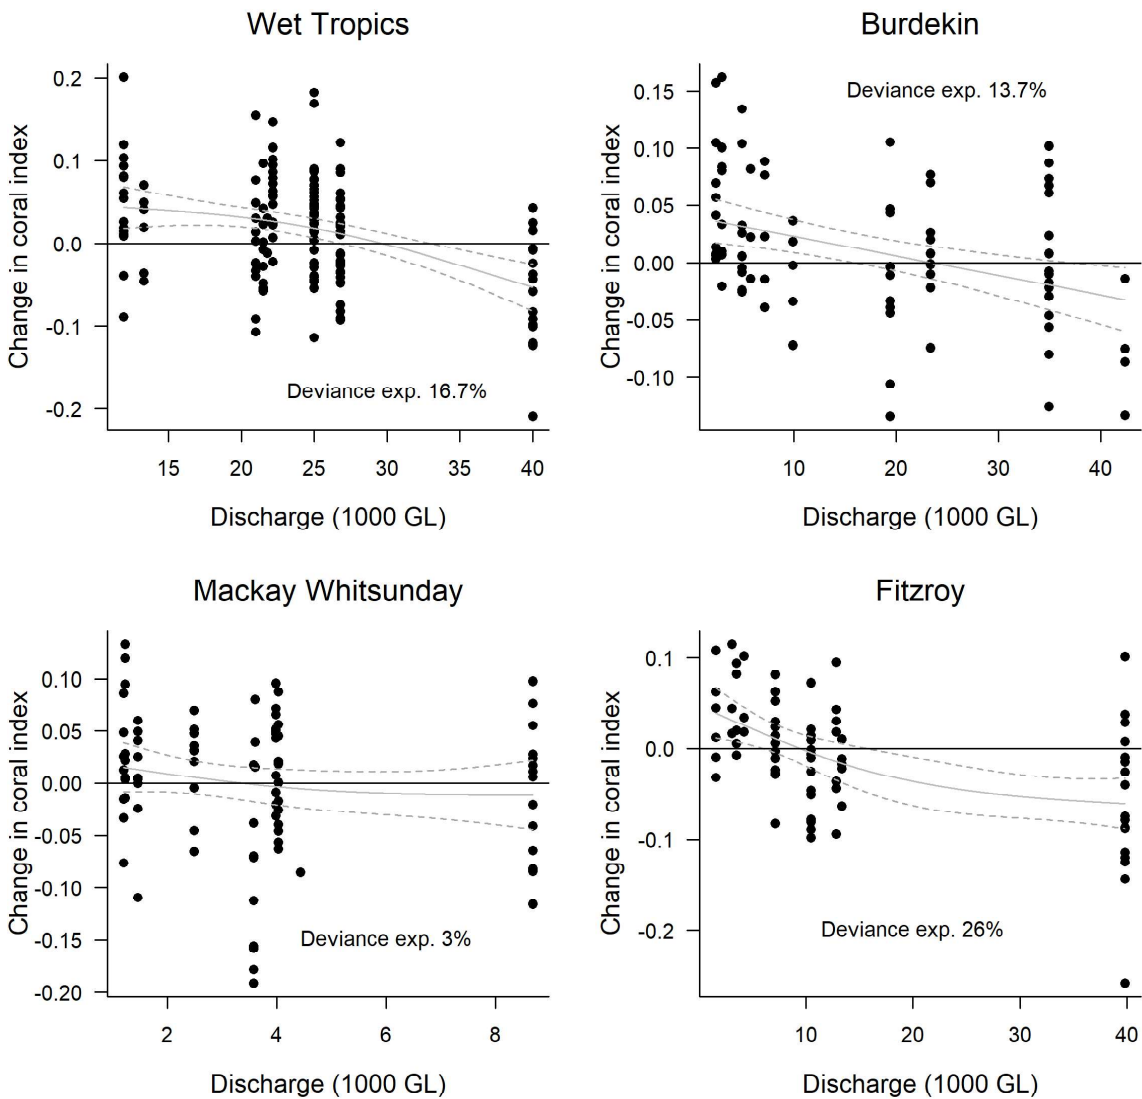 Wet Tropics
Change in coral index
0.2
0.1
0.0
-0.1
-0.2
Deviance exp. 16.7%
15 20 25 30 35 40
Discharge (1000 GL)
Burdekin
Change in coral index
0.15
0.10
0.05
0.00
-0.05
-0.10
Deviance exp. 13.7%
10 20 30 40
Discharge (1000 GL)
Mackay Whitsunday
Change in coral index
0.10
0.05
0.00
-0.05
-0.10
-0.15
-0.20
Deviance exp. 3%
2 4 6 8
Discharge (1000 GL)
Fitzroy
Change in coral index
0.1
0.0
-0.1
-0.2
Deviance exp. 26%
10 20 30 40
Discharge (1000 GL)